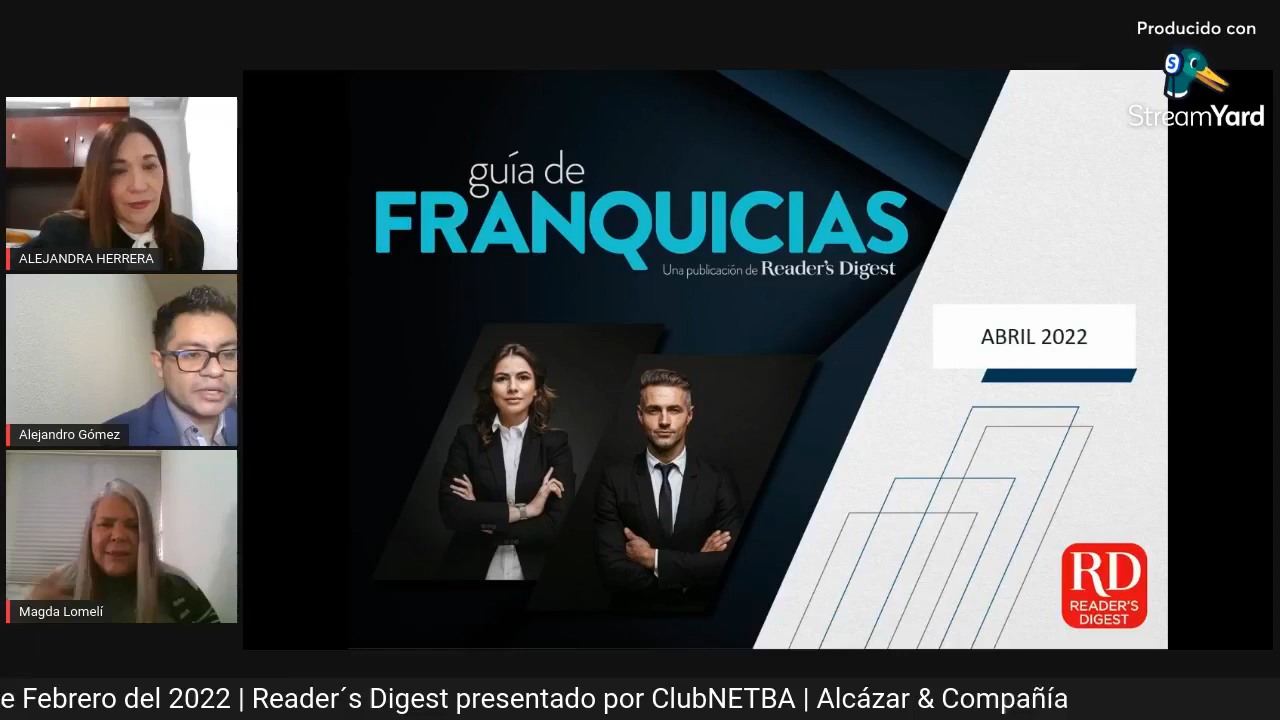 Producido con
StreamYard
ALEJANDRA HERRERA
Alejandro Gómez
Magda Lomelí
guía de
FRANQUICIAS
Una publicación de Reader's Digest
ABRIL 2022
RD
READER'S
DIGEST
e Febrero del 2022 | Reader´s Digest presentado por ClubNETBA | Alcázar & Compañía